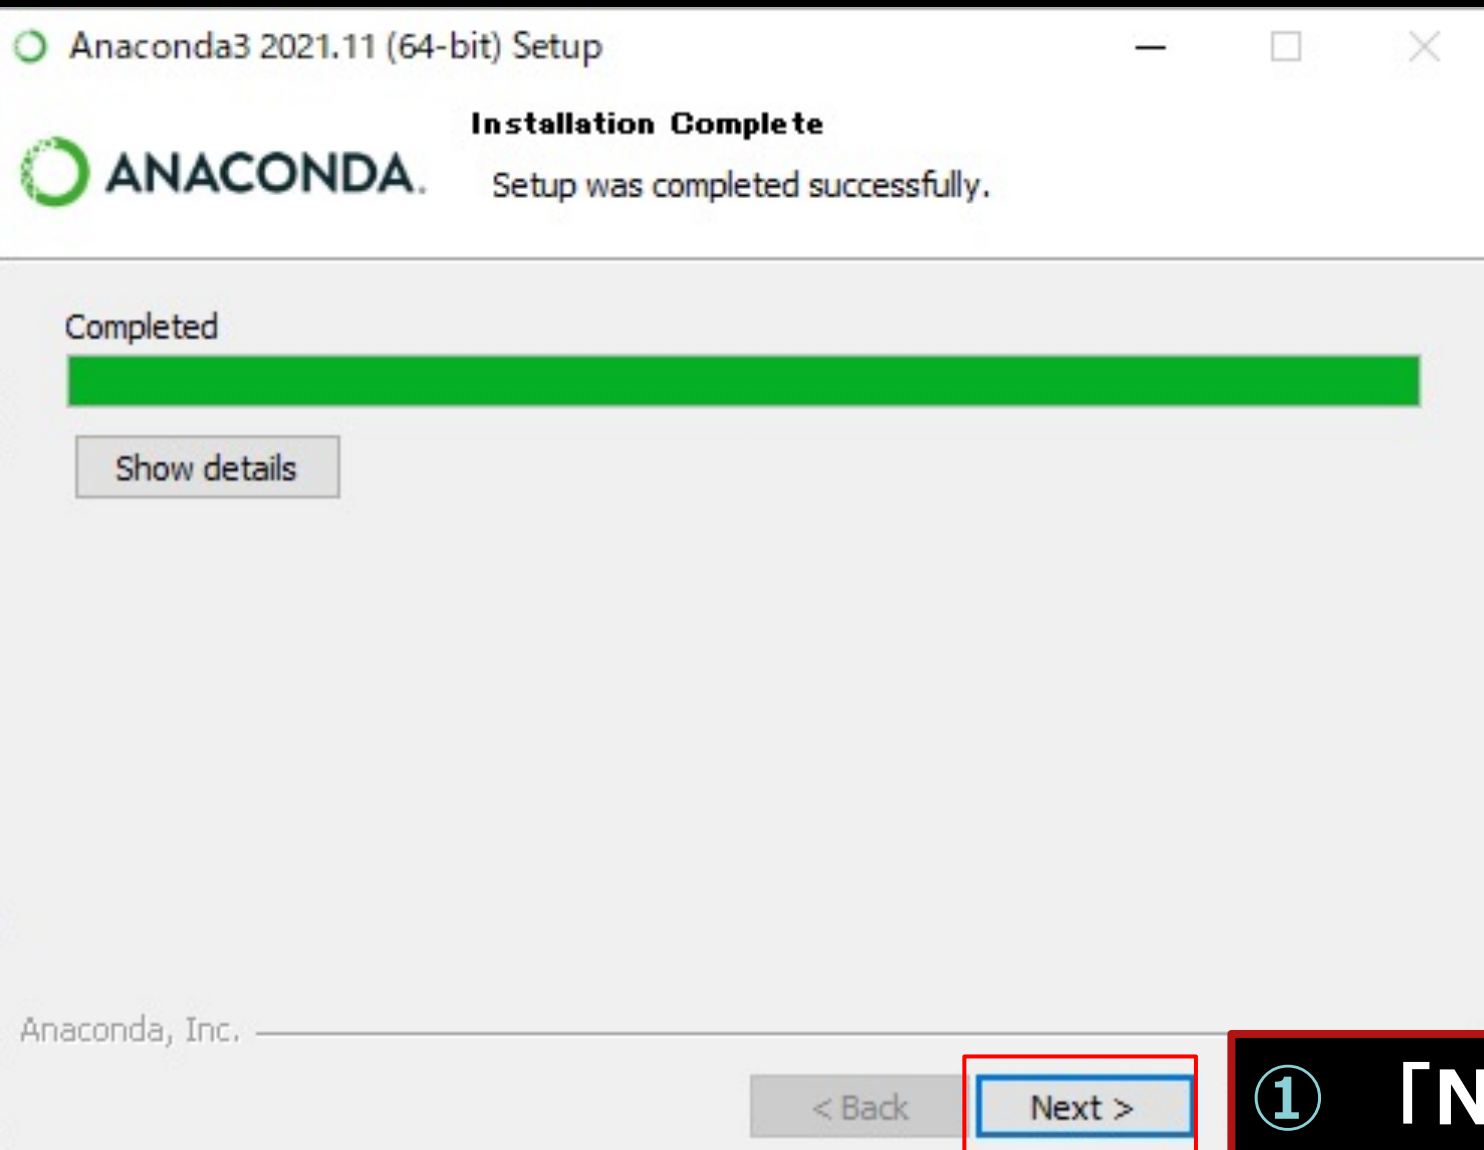 Anaconda3 2021.11 (64-bit) Setup
ANACONDA.
Installation Complete
Setup was completed successfully.
Completed
Show details
Anaconda, Inc.
< Back
Next >
① 「N